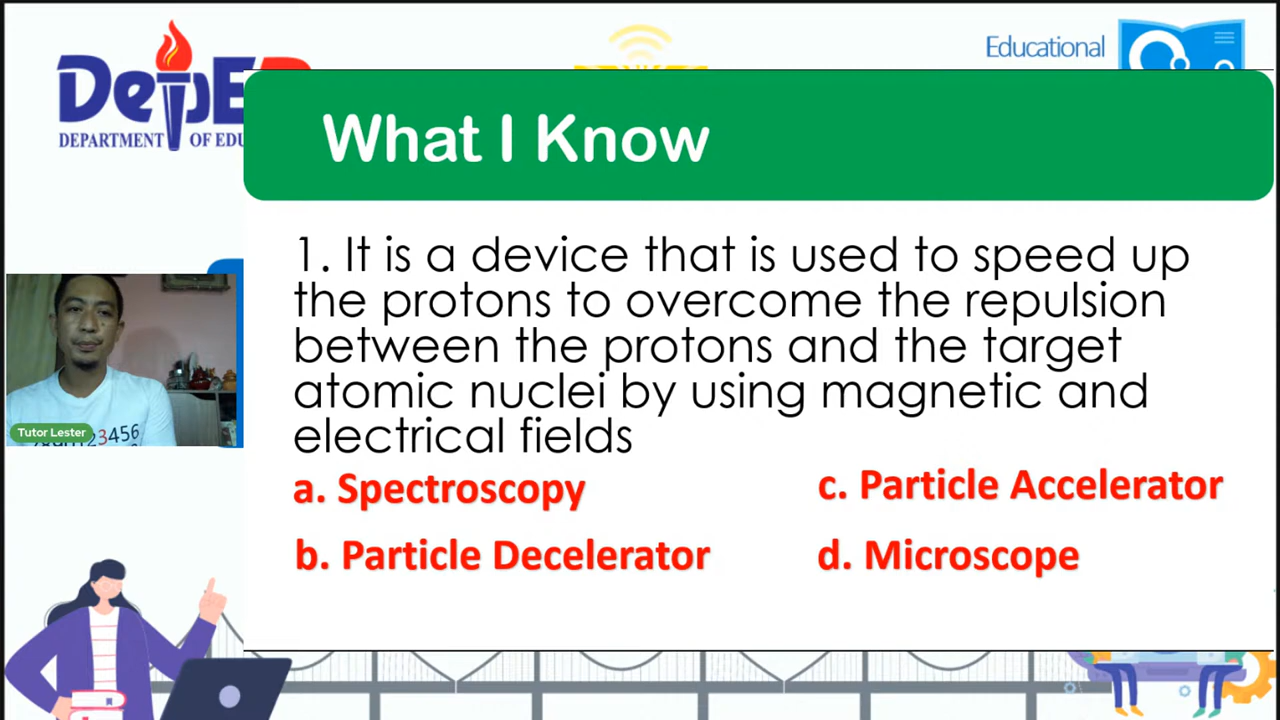 DepED
DEPARTMENT OF EDU
Educational
What I Know
1. It is a device that is used to speed up
the protons to overcome the repulsion
between the protons and the target
atomic nuclei by using magnetic and
electrical fields
a. Spectroscopy
c. Particle Accelerator
b. Particle Decelerator
d. Microscope
Tutor Lester
123456